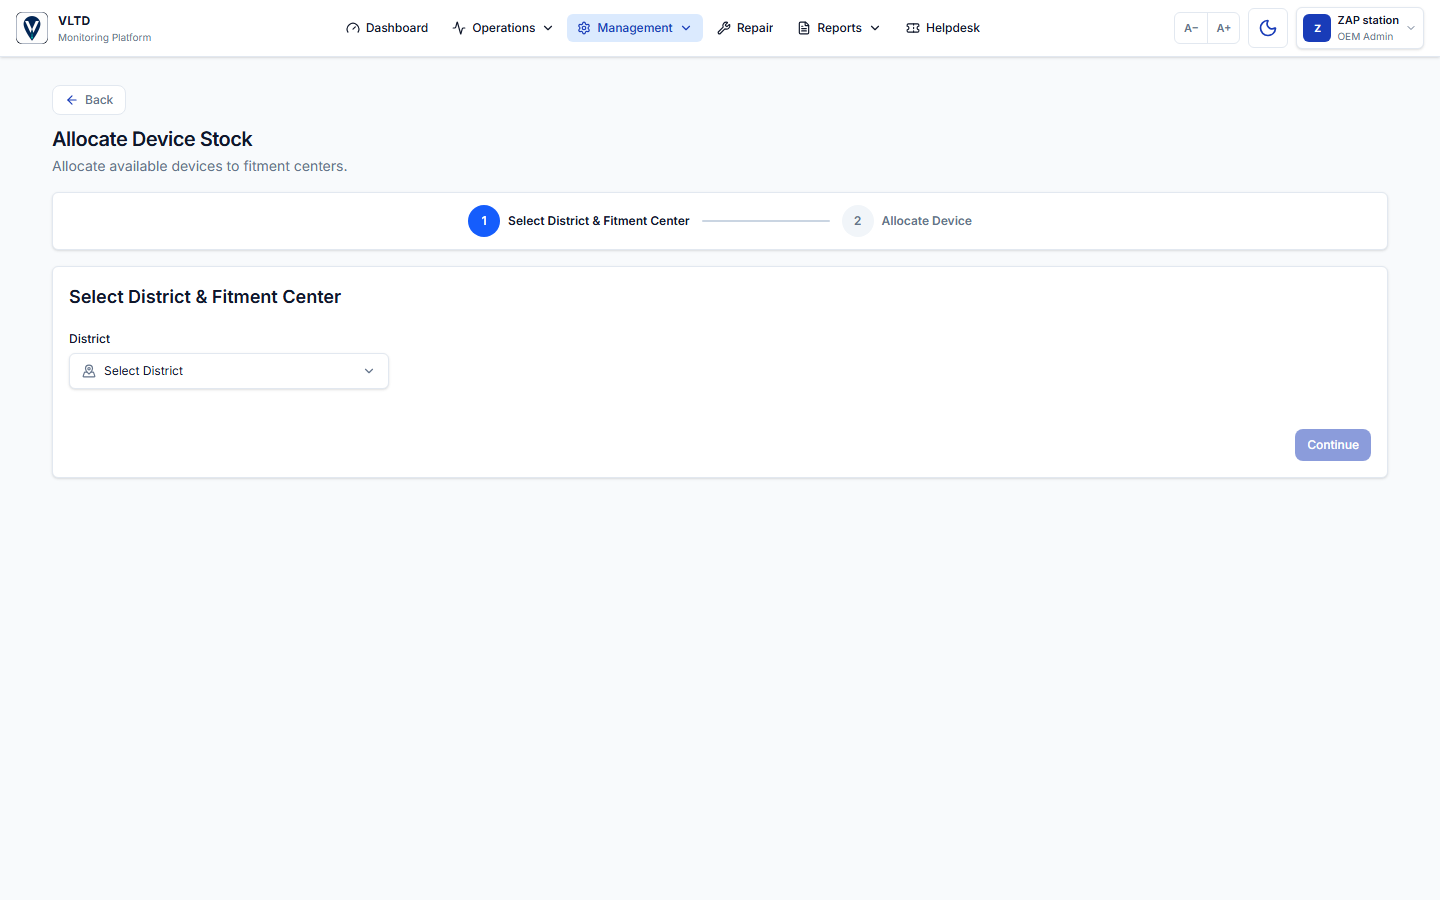 VLTD
Monitoring Platform
Dashboard
Operations
Management
Repair
Reports
Helpdesk
A−
A+
Z
ZAP station
OEM Admin
Back
Allocate Device Stock
Allocate available devices to fitment centers.
1 Select District & Fitment Center
2 Allocate Device
Select District & Fitment Center
District
Select District
Continue